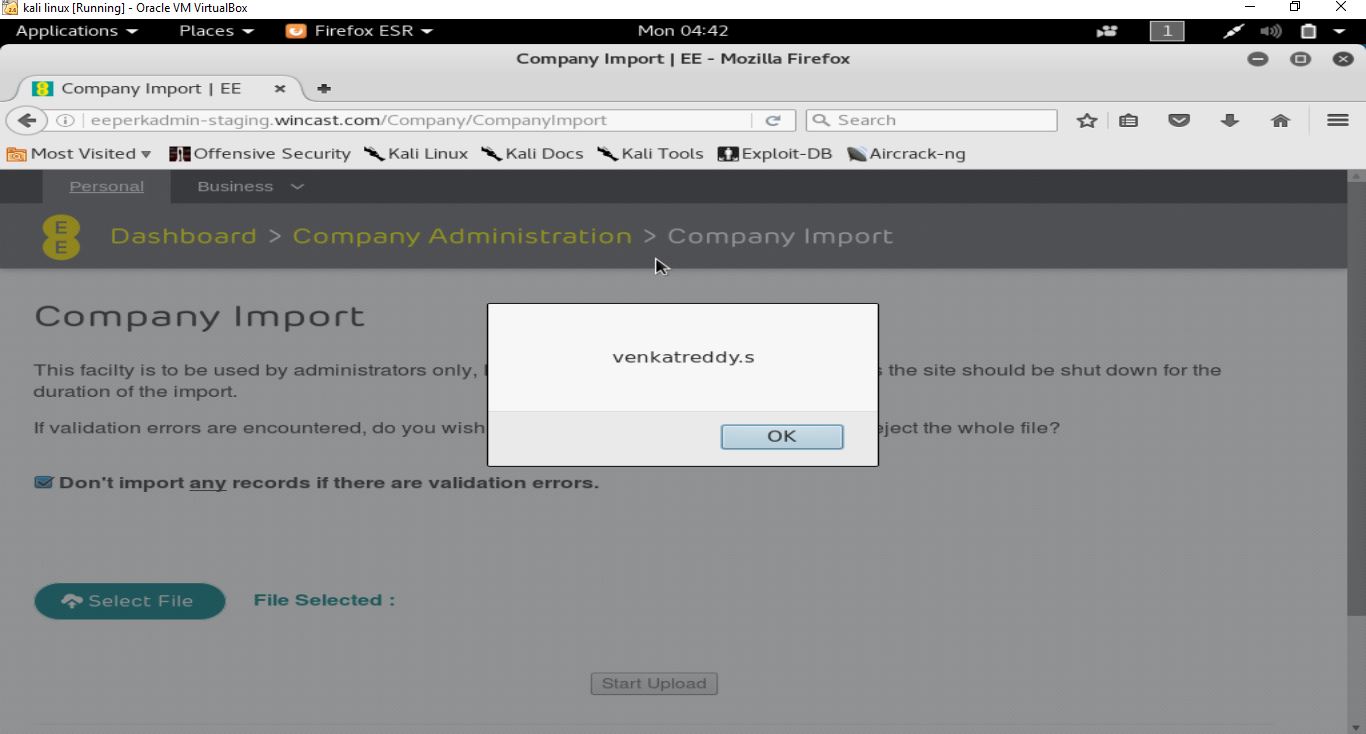 kali linux [Running] - Oracle VM VirtualBox
Applications Places Firefox ESR Mon 04:42 1
Company Import | EE - Mozilla Firefox
Company Import | EE
eeperkadmin-staging.wincast.com/Company/CompanyImport Search
Most Visited Offensive Security Kali Linux Kali Docs Kali Tools Exploit-DB Aircrack-ng
Personal Business
EE Dashboard > Company Administration > Company Import
Company Import
This facilty is to be used by administrators only, s the site should be shut down for the
duration of the import.
venkatreddy.s
If validation errors are encountered, do you wish eject the whole file?
OK
Don't import any records if there are validation errors.
Select File File Selected :
Start Upload